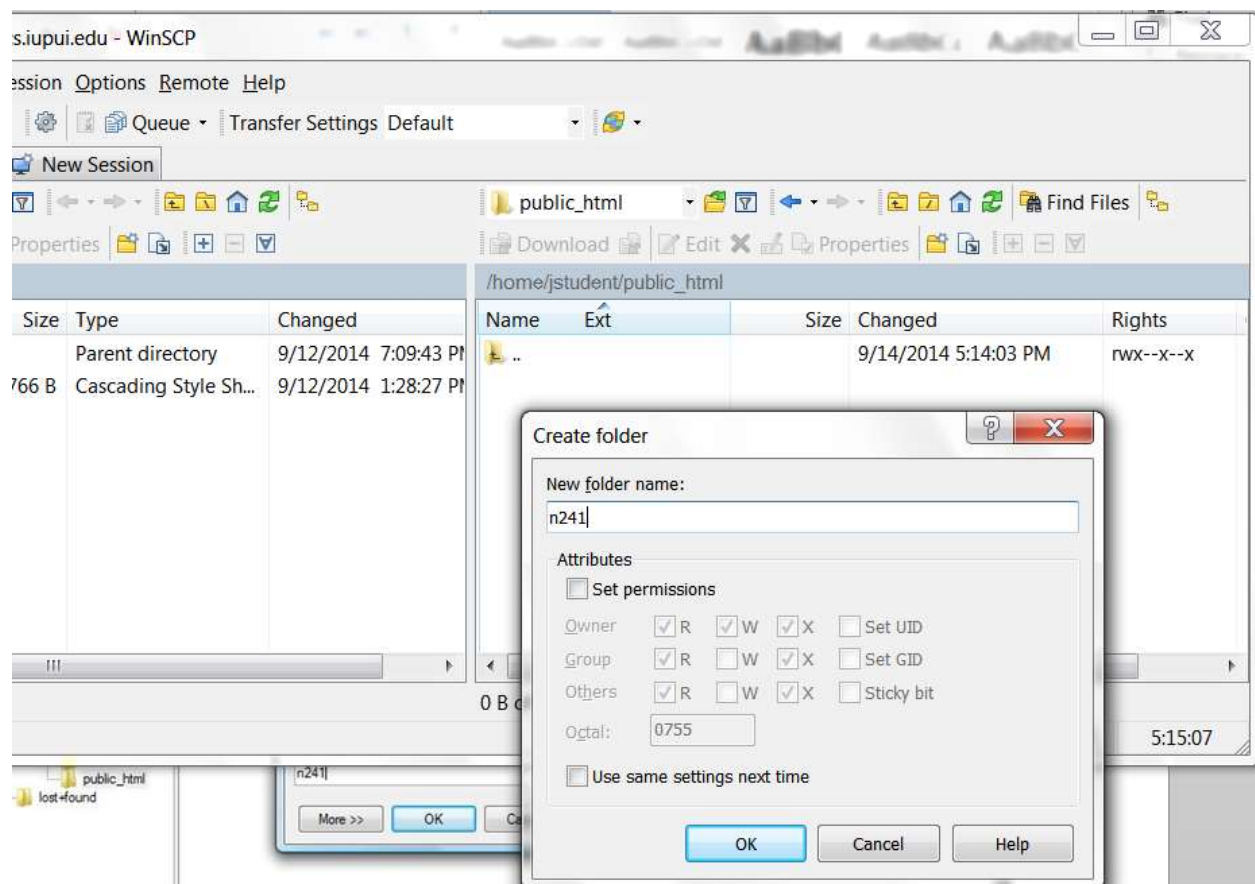 s.iupui.edu - WinSCP
ession Options Remote Help
Queue Transfer Settings Default
New Session
public_html Find Files
Properties Download Edit Properties
/home/jstudent/public_html
Size Type Changed Name Ext Size Changed Rights
Parent directory 9/12/2014 7:09:43 PM .. 9/14/2014 5:14:03 PM rwx--x--x
766 B Cascading Style Sh... 9/12/2014 1:28:27 PM
Create folder
New folder name:
n241
Attributes
Set permissions
Owner R W X Set UID
Group R W X Set GID
Others R W X Sticky bit
Octal: 0755
Use same settings next time
OK Cancel Help
0 B
5:15:07
public_html
lost+found
n241
More >> OK Ca